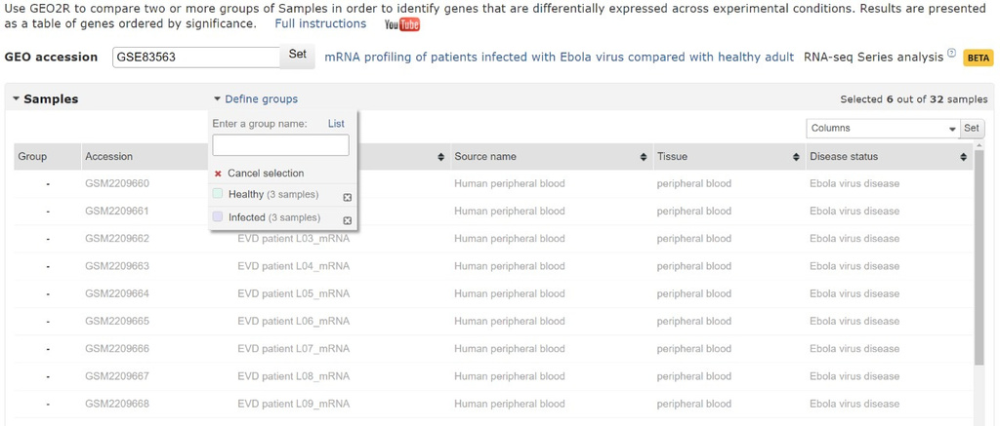 Use GEO2R to compare two or more groups of Samples in order to identify genes that are differentially expressed across experimental conditions. Results are presented
as a table of genes ordered by significance. Full instructions YouTube
GEO accession GSE83563 Set mRNA profiling of patients infected with Ebola virus compared with healthy adult RNA-seq Series analysis ? BETA
Samples Define groups Selected 6 out of 32 samples
Enter a group name: List
Columns Set
Group Accession Source name Tissue Disease status
Cancel selection
- GSM2209660 Human peripheral blood peripheral blood Ebola virus disease
Healthy (3 samples)
- GSM2209661 Human peripheral blood peripheral blood Ebola virus disease
Infected (3 samples)
- GSM2209662 EVD patient L03_mRNA Human peripheral blood peripheral blood Ebola virus disease
- GSM2209663 EVD patient L04_mRNA Human peripheral blood peripheral blood Ebola virus disease
- GSM2209664 EVD patient L05_mRNA Human peripheral blood peripheral blood Ebola virus disease
- GSM2209665 EVD patient L06_mRNA Human peripheral blood peripheral blood Ebola virus disease
- GSM2209666 EVD patient L07_mRNA Human peripheral blood peripheral blood Ebola virus disease
- GSM2209667 EVD patient L08_mRNA Human peripheral blood peripheral blood Ebola virus disease
- GSM2209668 EVD patient L09_mRNA Human peripheral blood peripheral blood Ebola virus disease